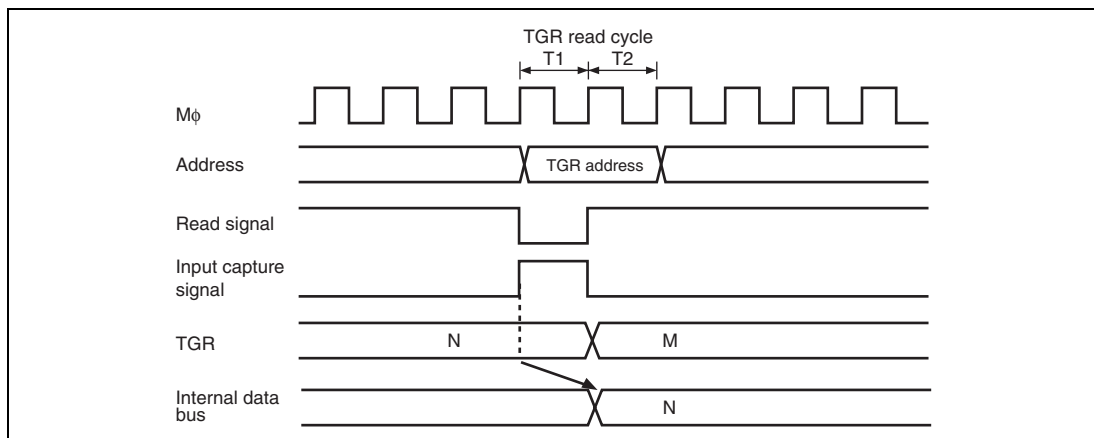 TGR read cycle
T1 T2
Mϕ
Address
TGR address
Read signal
Input capture
signal
TGR
N M
Internal data
bus
N